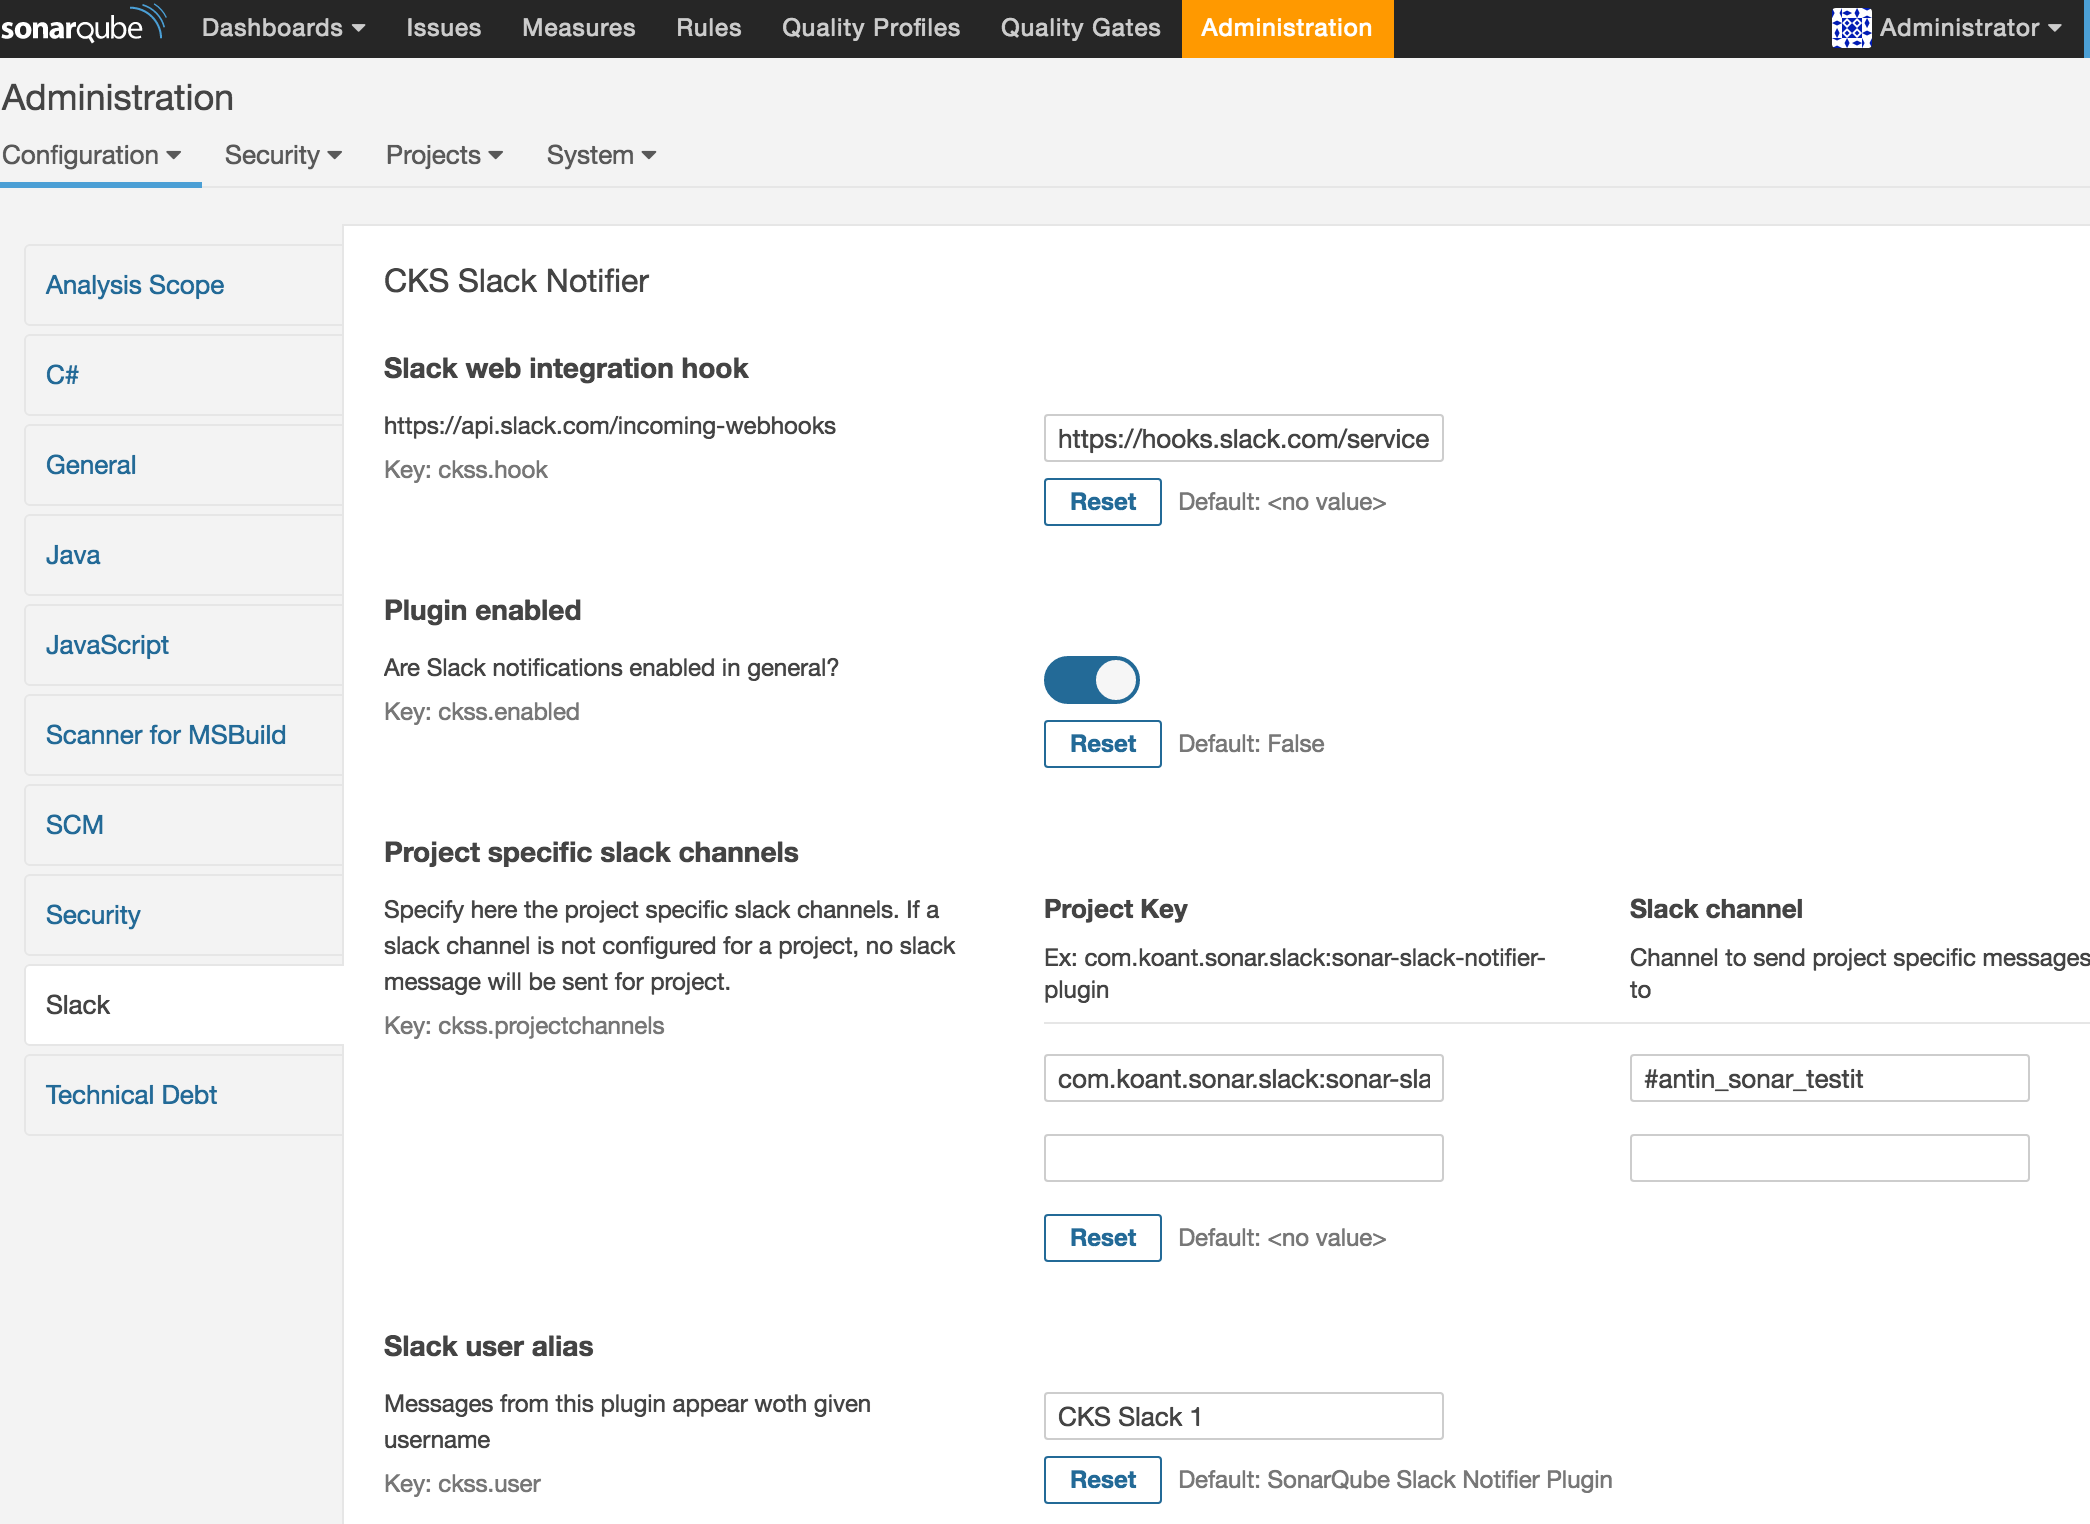 sonarqube Dashboards Issues Measures Rules Quality Profiles Quality Gates Administration Administrator
Administration
Configuration Security Projects System
Analysis Scope
C#
General
Java
JavaScript
Scanner for MSBuild
SCM
Security
Slack
Technical Debt
CKS Slack Notifier
Slack web integration hook
https://api.slack.com/incoming-webhooks
Key: ckss.hook
https://hooks.slack.com/service
Reset Default: <no value>
Plugin enabled
Are Slack notifications enabled in general?
Key: ckss.enabled
Reset Default: False
Project specific slack channels
Specify here the project specific slack channels. If a
slack channel is not configured for a project, no slack
message will be sent for project.
Key: ckss.projectchannels
Project Key
Ex: com.koant.sonar.slack:sonar-slack-notifier-
plugin
Slack channel
Channel to send project specific messages
to
com.koant.sonar.slack:sonar-sla
#antin_sonar_testit
Reset Default: <no value>
Slack user alias
Messages from this plugin appear woth given
username
Key: ckss.user
CKS Slack 1
Reset Default: SonarQube Slack Notifier Plugin